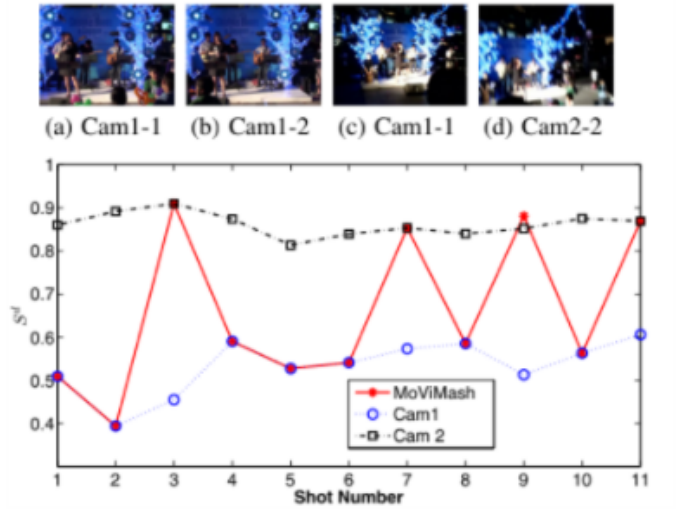 (a) Cam1-1 (b) Cam1-2 (c) Cam1-1 (d) Cam2-2
1
0.9
0.8
0.7
0.6
0.5
0.4
S^d
MoViMash
Cam1
Cam 2
1 2 3 4 5 6 7 8 9 10 11
Shot Number